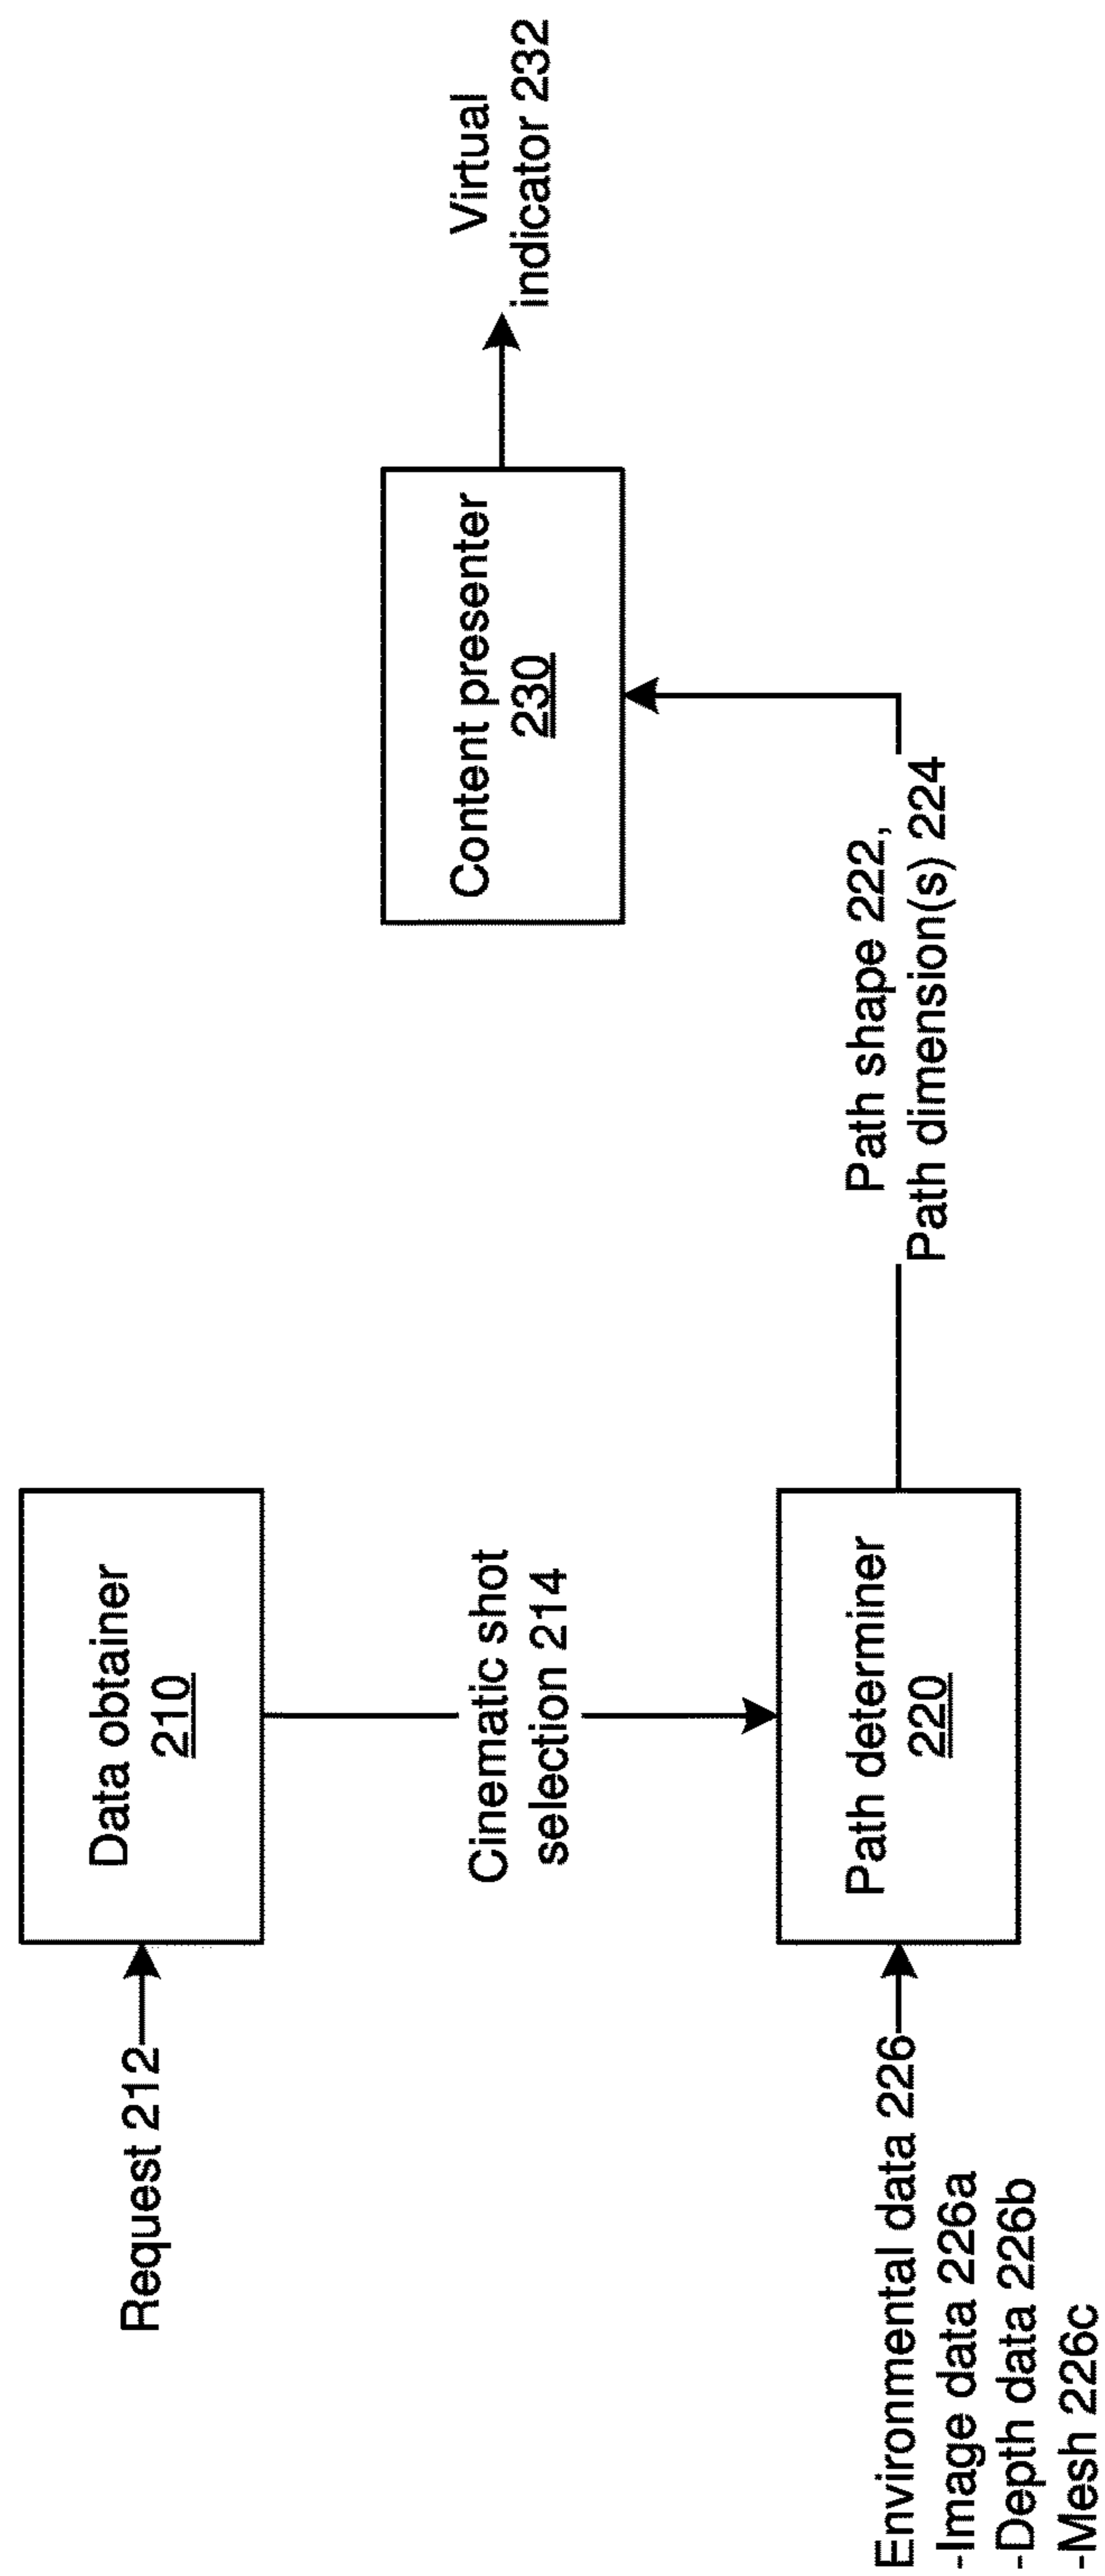 Request 212
Data obtainer
210
Cinematic shot
selection 214
Environmental data 226
-Image data 226a
-Depth data 226b
-Mesh 226c
Path determiner
220
Path shape 222,
Path dimension(s) 224
Content presenter
230
Virtual
indicator 232